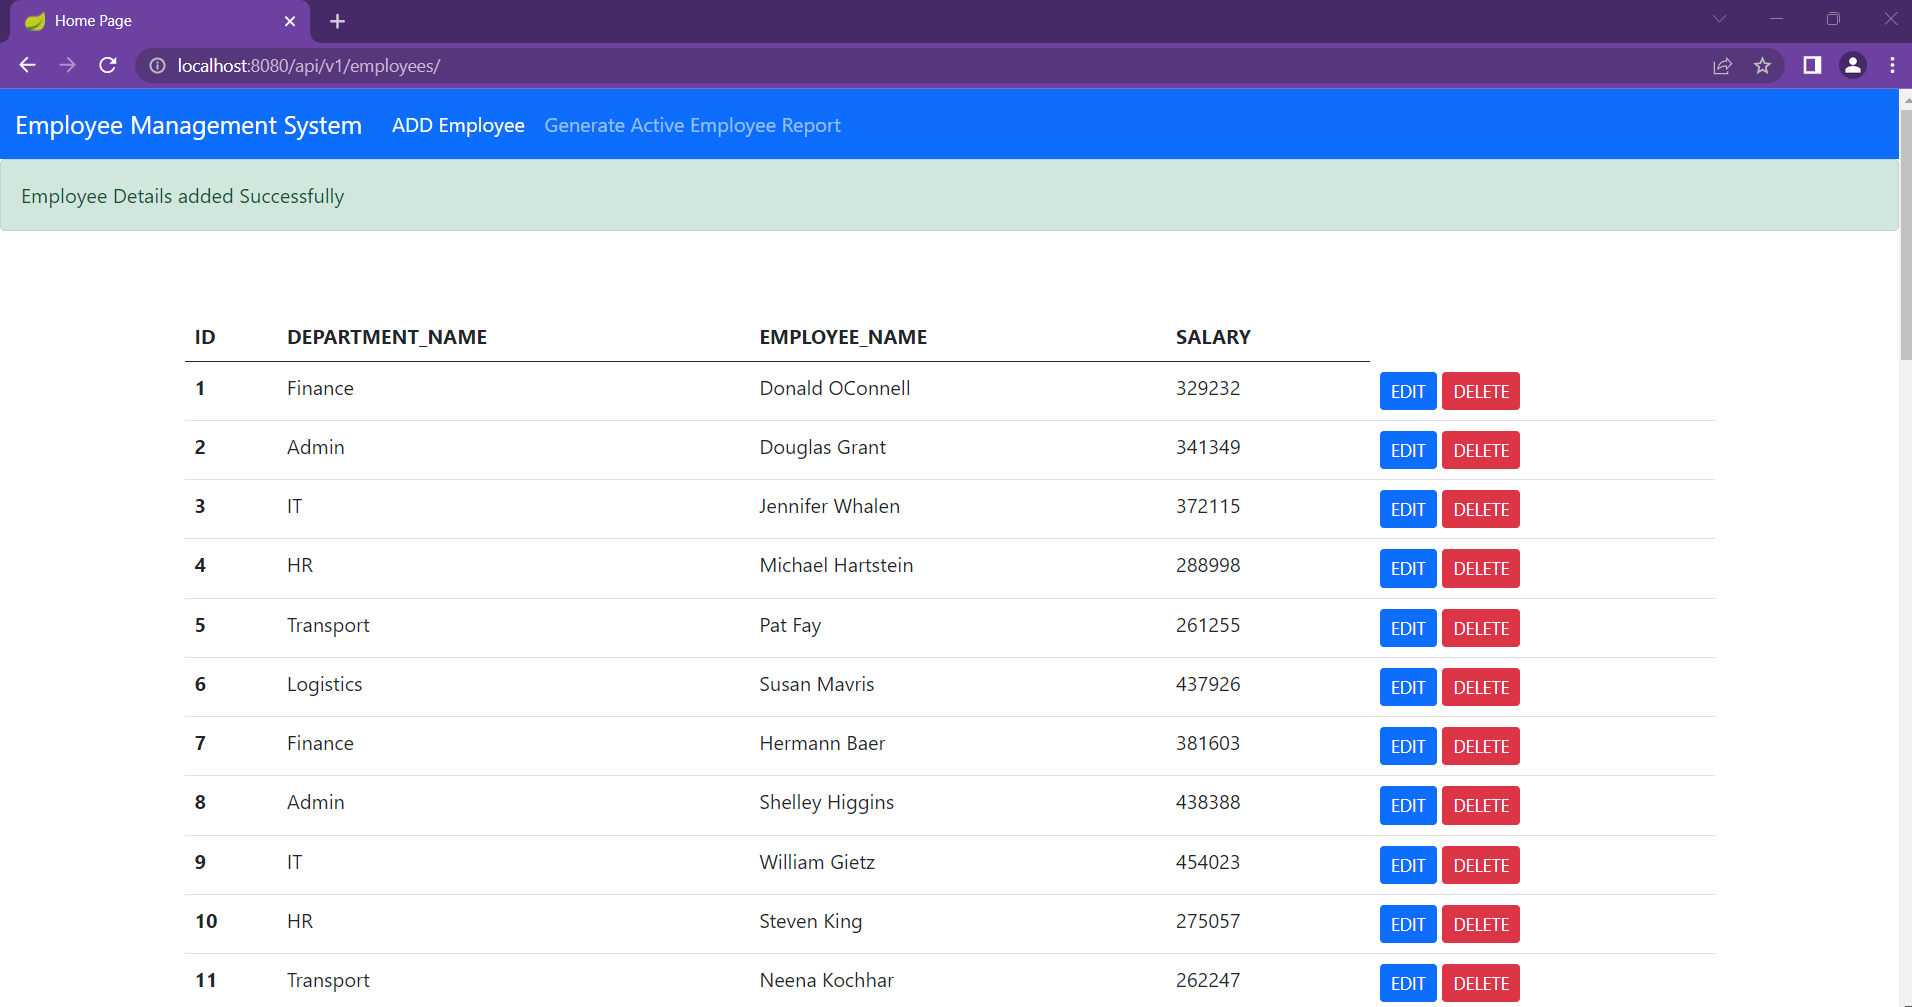 Home Page
localhost:8080/api/v1/employees/
Employee Management System ADD Employee Generate Active Employee Report
Employee Details added Successfully
ID DEPARTMENT_NAME EMPLOYEE_NAME SALARY
1 Finance Donald OConnell 329232 EDIT DELETE
2 Admin Douglas Grant 341349 EDIT DELETE
3 IT Jennifer Whalen 372115 EDIT DELETE
4 HR Michael Hartstein 288998 EDIT DELETE
5 Transport Pat Fay 261255 EDIT DELETE
6 Logistics Susan Mavris 437926 EDIT DELETE
7 Finance Hermann Baer 381603 EDIT DELETE
8 Admin Shelley Higgins 438388 EDIT DELETE
9 IT William Gietz 454023 EDIT DELETE
10 HR Steven King 275057 EDIT DELETE
11 Transport Neena Kochhar 262247 EDIT DELETE